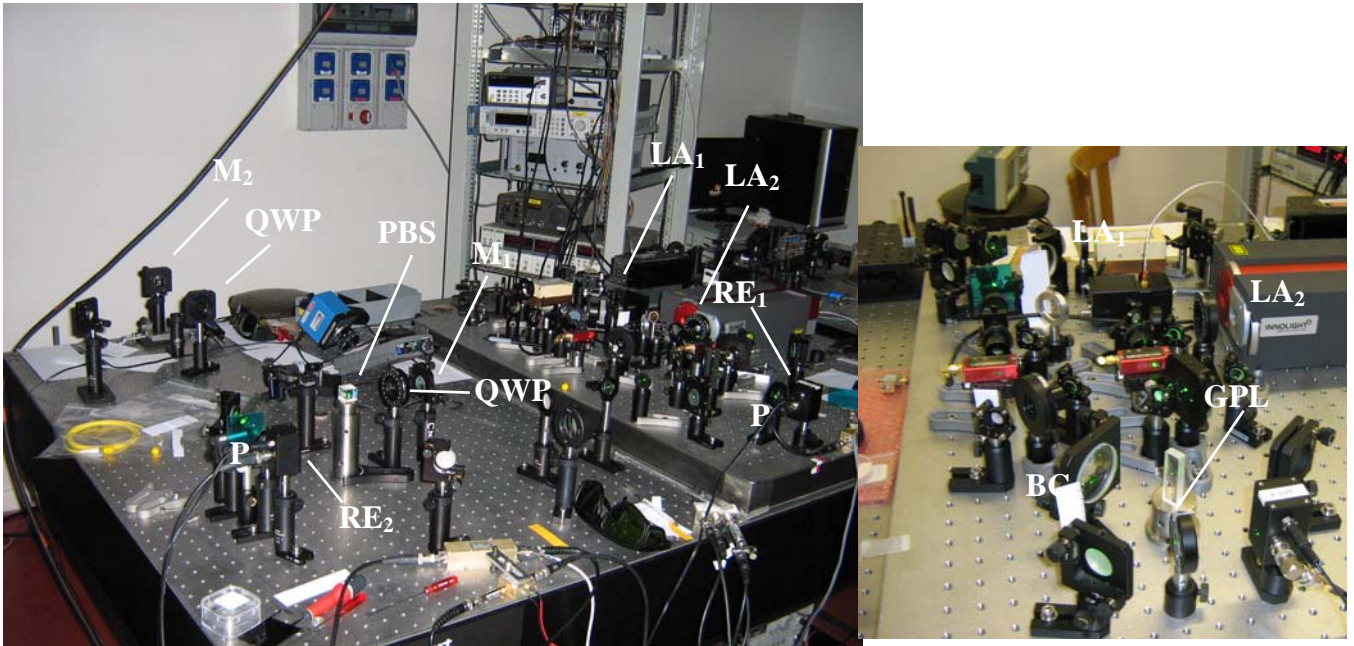 M₂
QWP
PBS
M₁
LA₁
LA₂
RE₁
QWP
P
P
RE₂
LA₁
LA₂
INNOLIGHT
GPL
BC